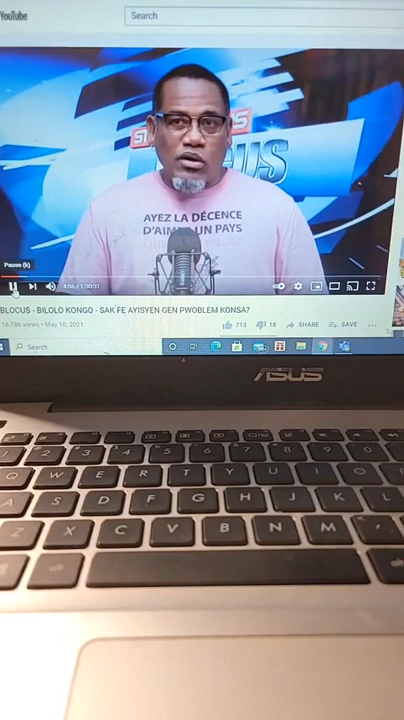 YouTube
Search
AYEZ LA DÉCENCE
D'AIMER UN PAYS
Pause (k)
4:06 / 1:30:31
BLOCUS - BILOLO KONGO - SAK FE AYISYEN GEN PWOBLEM KONSA?
16,786 views • May 10, 2021
713
18
SHARE
SAVE
Search
ASUS
Q W E R T Y U I O
A S D F G H J K L
Z X C V B N M